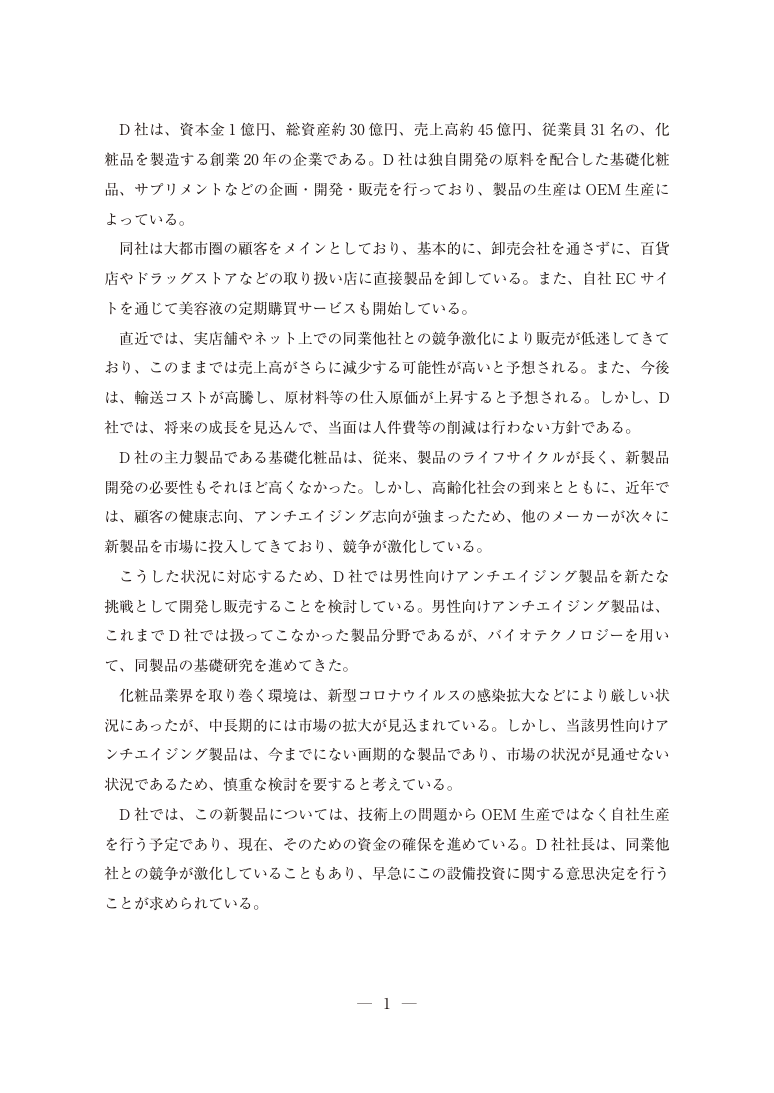 D 社は、資本金 1 億円、総資産約 30 億円、売上高約 45 億円、従業員 31 名の、化
粧品を製造する創業 20 年の企業である。D 社は独自開発の原料を配合した基礎化粧
品、サプリメントなどの企画・開発・販売を行っており、製品の生産は OEM 生産に
よっている。
同社は大都市圏の顧客をメインとしており、基本的に、卸売会社を通さずに、百貨
店やドラッグストアなどの取り扱い店に直接製品を卸している。また、自社 EC サイ
トを通じて美容液の定期購買サービスも開始している。
直近では、実店舗やネット上での同業他社との競争激化により販売が低迷してきて
おり、このままでは売上高がさらに減少する可能性が高いと予想される。また、今後
は、輸送コストが高騰し、原材料等の仕入原価が上昇すると予想される。しかし、D
社では、将来の成長を見込んで、当面は人件費等の削減は行わない方針である。
D 社の主力製品である基礎化粧品は、従来、製品のライフサイクルが長く、新製品
開発の必要性もそれほど高くなかった。しかし、高齢化社会の到来とともに、近年で
は、顧客の健康志向、アンチエイジング志向が強まったため、他のメーカーが次々に
新製品を市場に投入してきており、競争が激化している。
こうした状況に対応するため、D 社では男性向けアンチエイジング製品を新たな
挑戦として開発し販売することを検討している。男性向けアンチエイジング製品は、
これまで D 社では扱ってこなかった製品分野であるが、バイオテクノロジーを用い
て、同製品の基礎研究を進めてきた。
化粧品業界を取り巻く環境は、新型コロナウイルスの感染拡大などにより厳しい状
況にあったが、中長期的には市場の拡大が見込まれている。しかし、当該男性向けア
ンチエイジング製品は、今までにない画期的な製品であり、市場の状況が見通せない
状況であるため、慎重な検討を要すると考えている。
D 社では、この新製品については、技術上の問題から OEM 生産ではなく自社生産
を行う予定であり、現在、そのための資金の確保を進めている。D 社社長は、同業他
社との競争が激化していることもあり、早急にこの設備投資に関する意思決定を行う
ことが求められている。
— 1 —